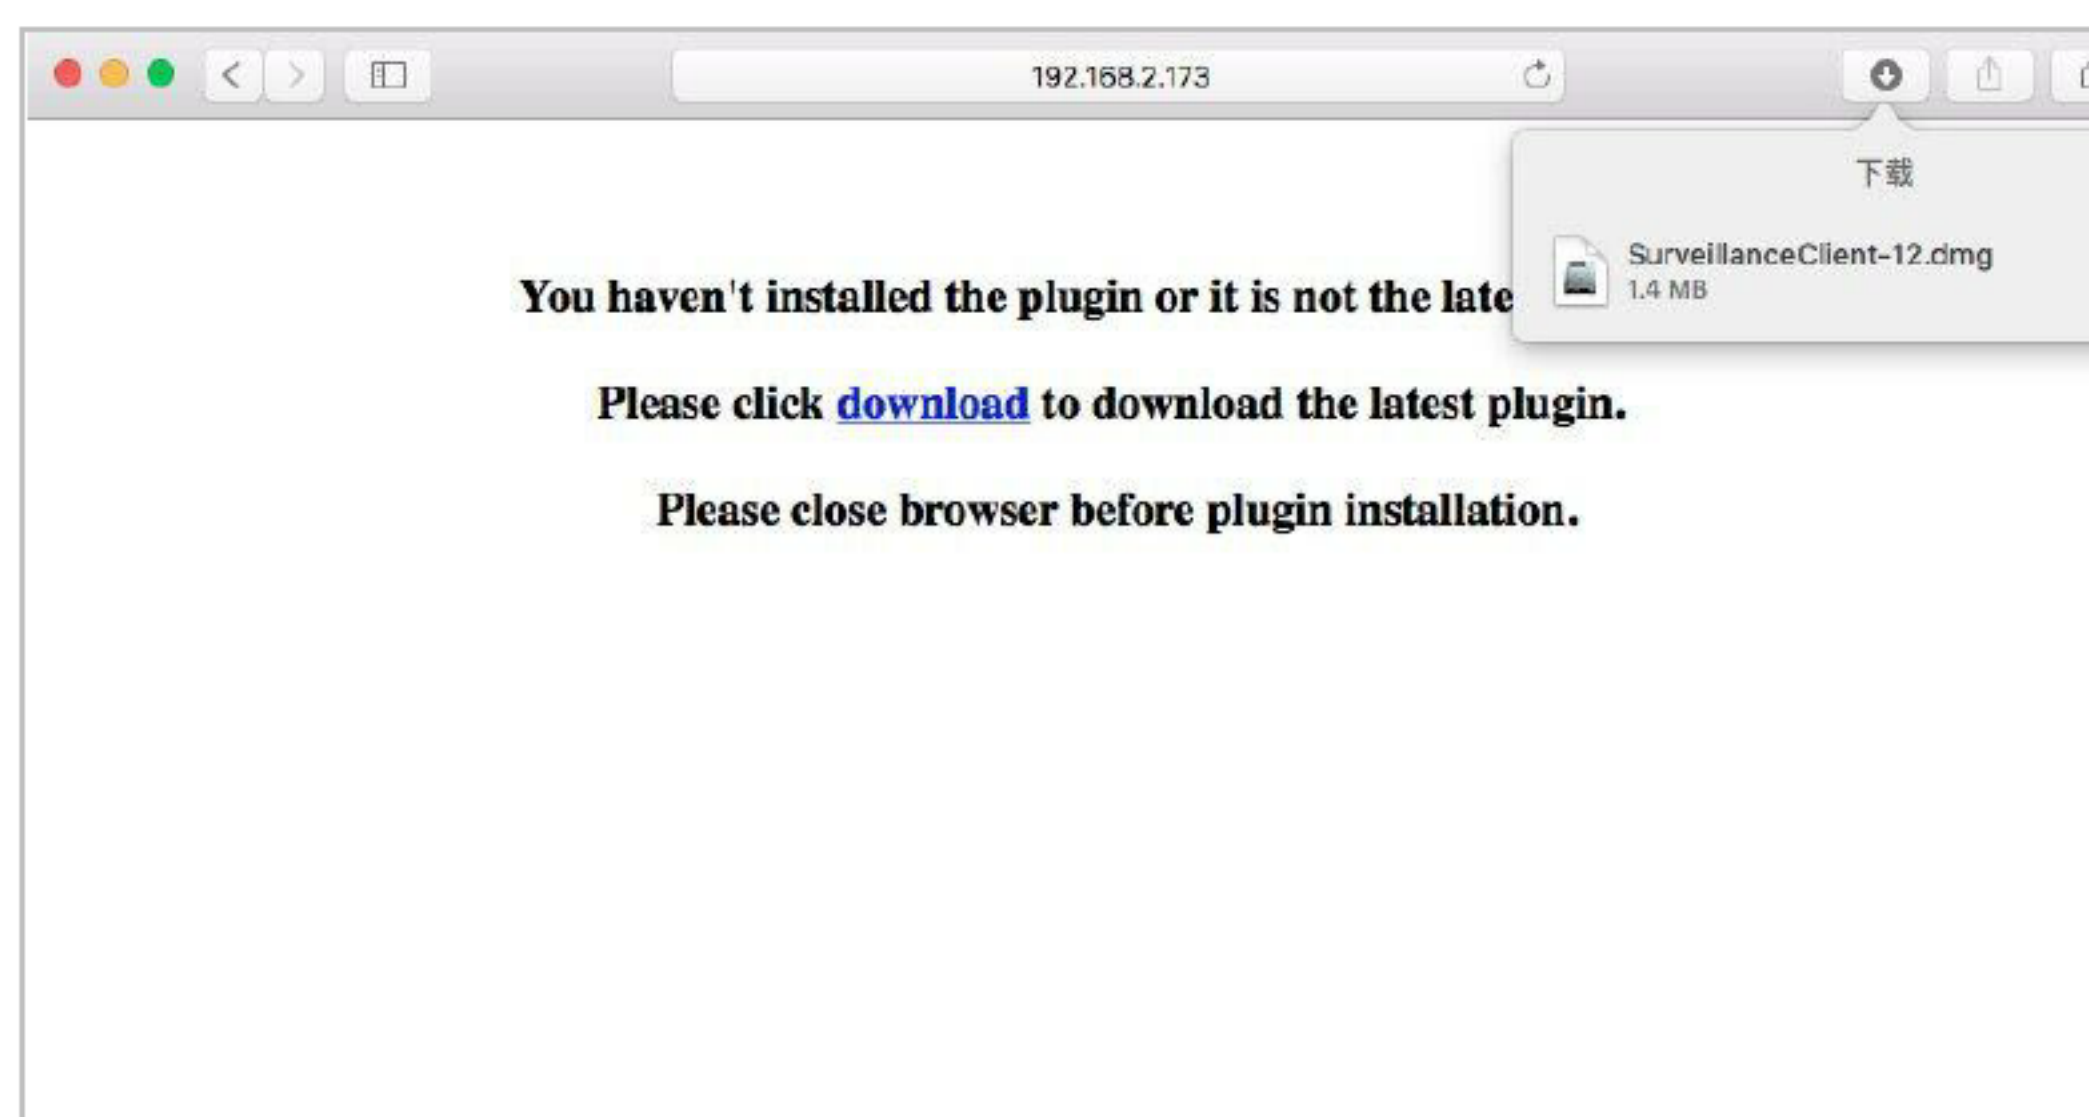 192.168.2.173
下载
SurveillanceClient-12.dmg
1.4 MB
You haven't installed the plugin or it is not the late
Please click download to download the latest plugin.
Please close browser before plugin installation.